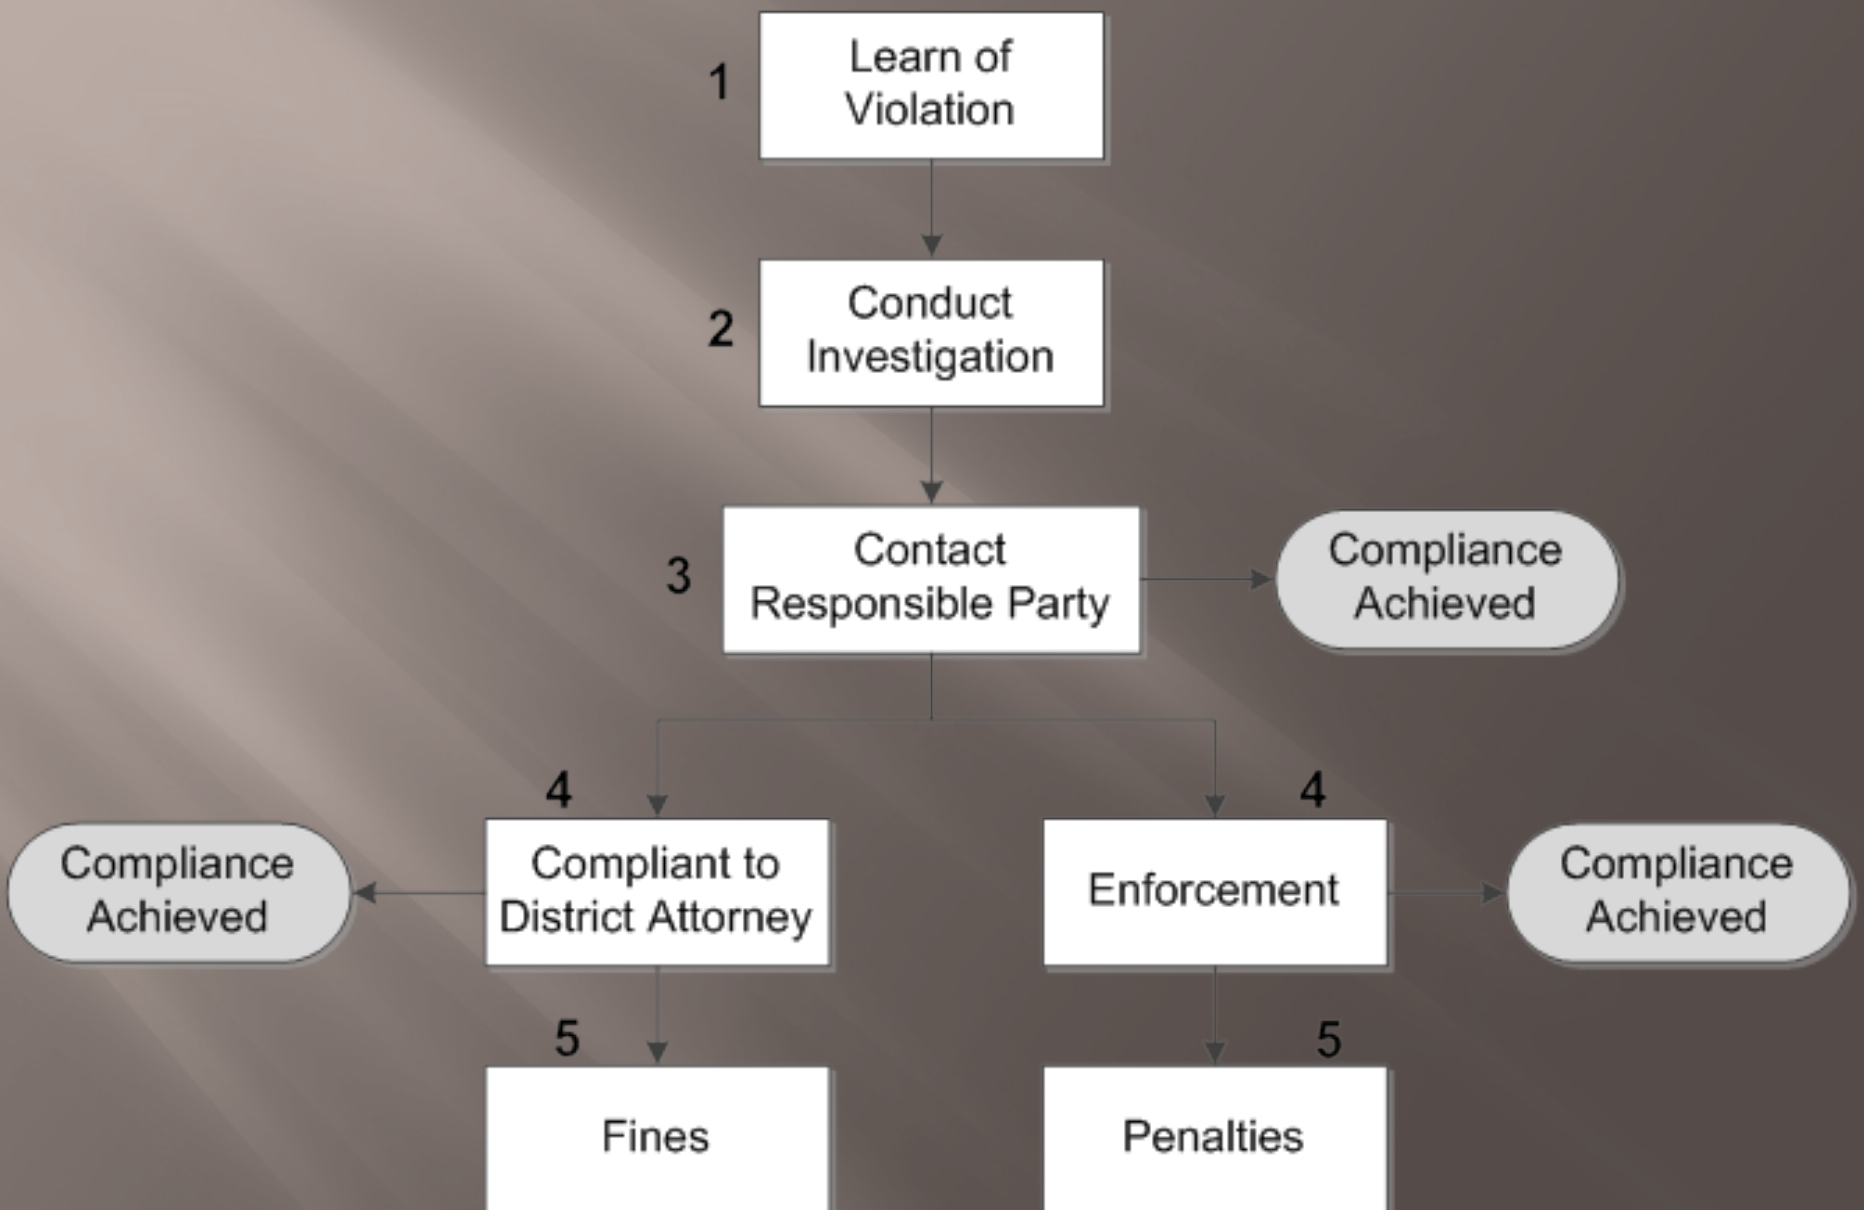 1
Learn of
Violation
2
Conduct
Investigation
3
Contact
Responsible Party
Compliance
Achieved
4
4
Compliance
Achieved
Compliant to
District Attorney
Enforcement
Compliance
Achieved
5
5
Fines
Penalties